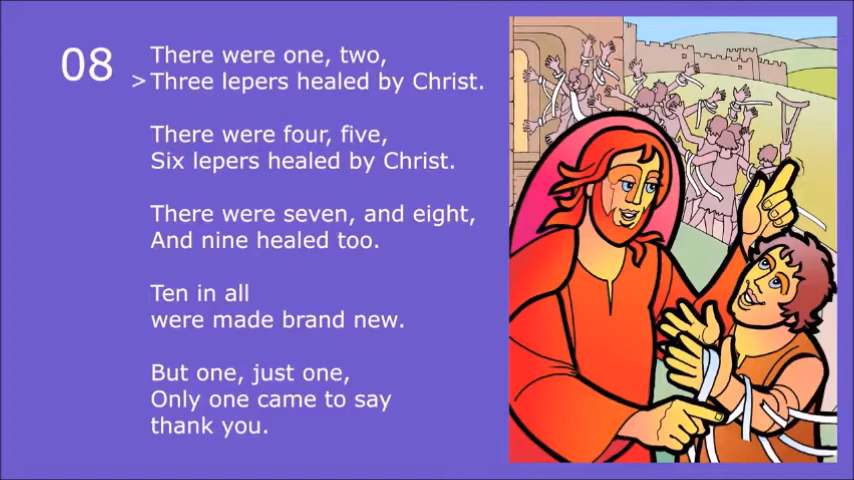 08
There were one, two,
>Three lepers healed by Christ.
There were four, five,
Six lepers healed by Christ.
There were seven, and eight,
And nine healed too.
Ten in all
were made brand new.
But one, just one,
Only one came to say
thank you.